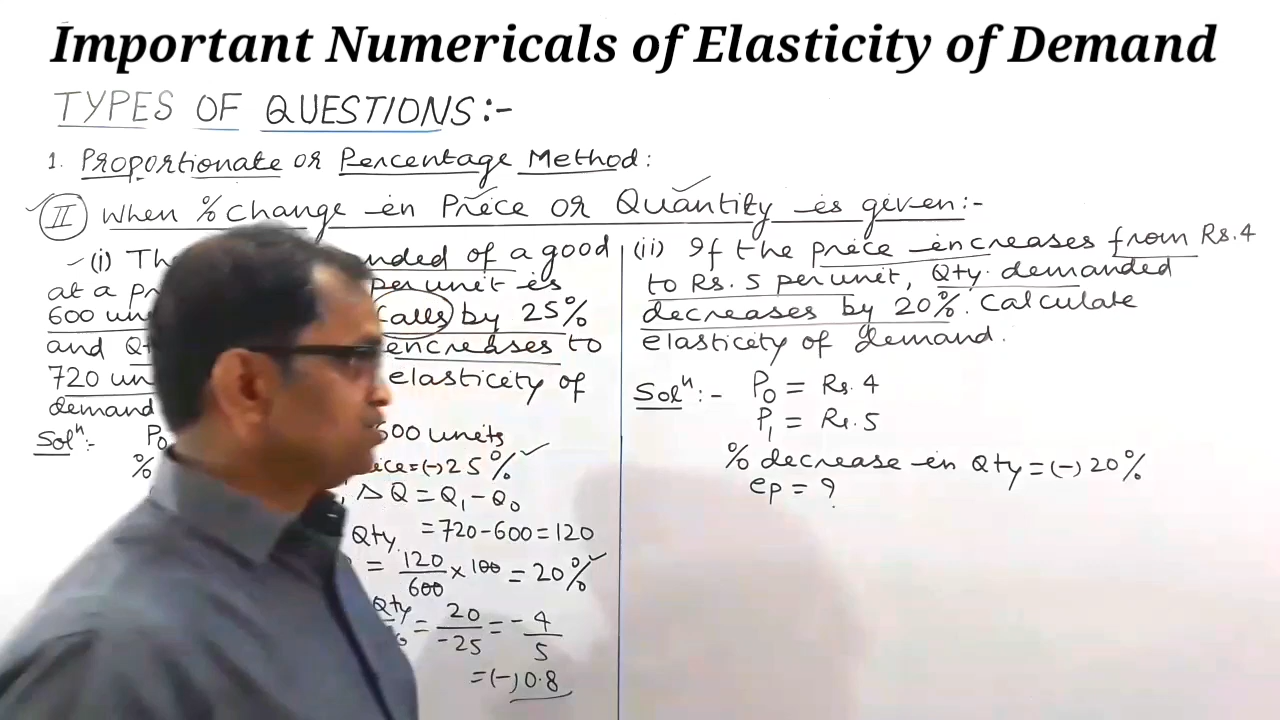 Important Numericals of Elasticity of Demand
TYPES OF QUESTIONS:-
1. Proportionate or Percentage Method:
II when % change in Price or Quantity is given:-
(i) Th nded of a good
at a pr per unit is
600 un calls by 25%
and Qt increases to
720 un elasticity of
demand
Solⁿ:- P₀ 600 units
% ice=(-)25%
, ΔQ = Q₁-Q₀
Qty. =720-600=120
= 120/600 × 100 = 20%
Qty = 20/-25 = -4/5
=(-)0.8
(ii) If the price increases from Rs.4
to Rs. 5 per unit, Qty. demanded
decreases by 20%. Calculate
elasticity of demand.
Solⁿ:- P₀ = Rs. 4
P₁ = Rs. 5
% decrease in Qty =(-) 20%
ep = ?